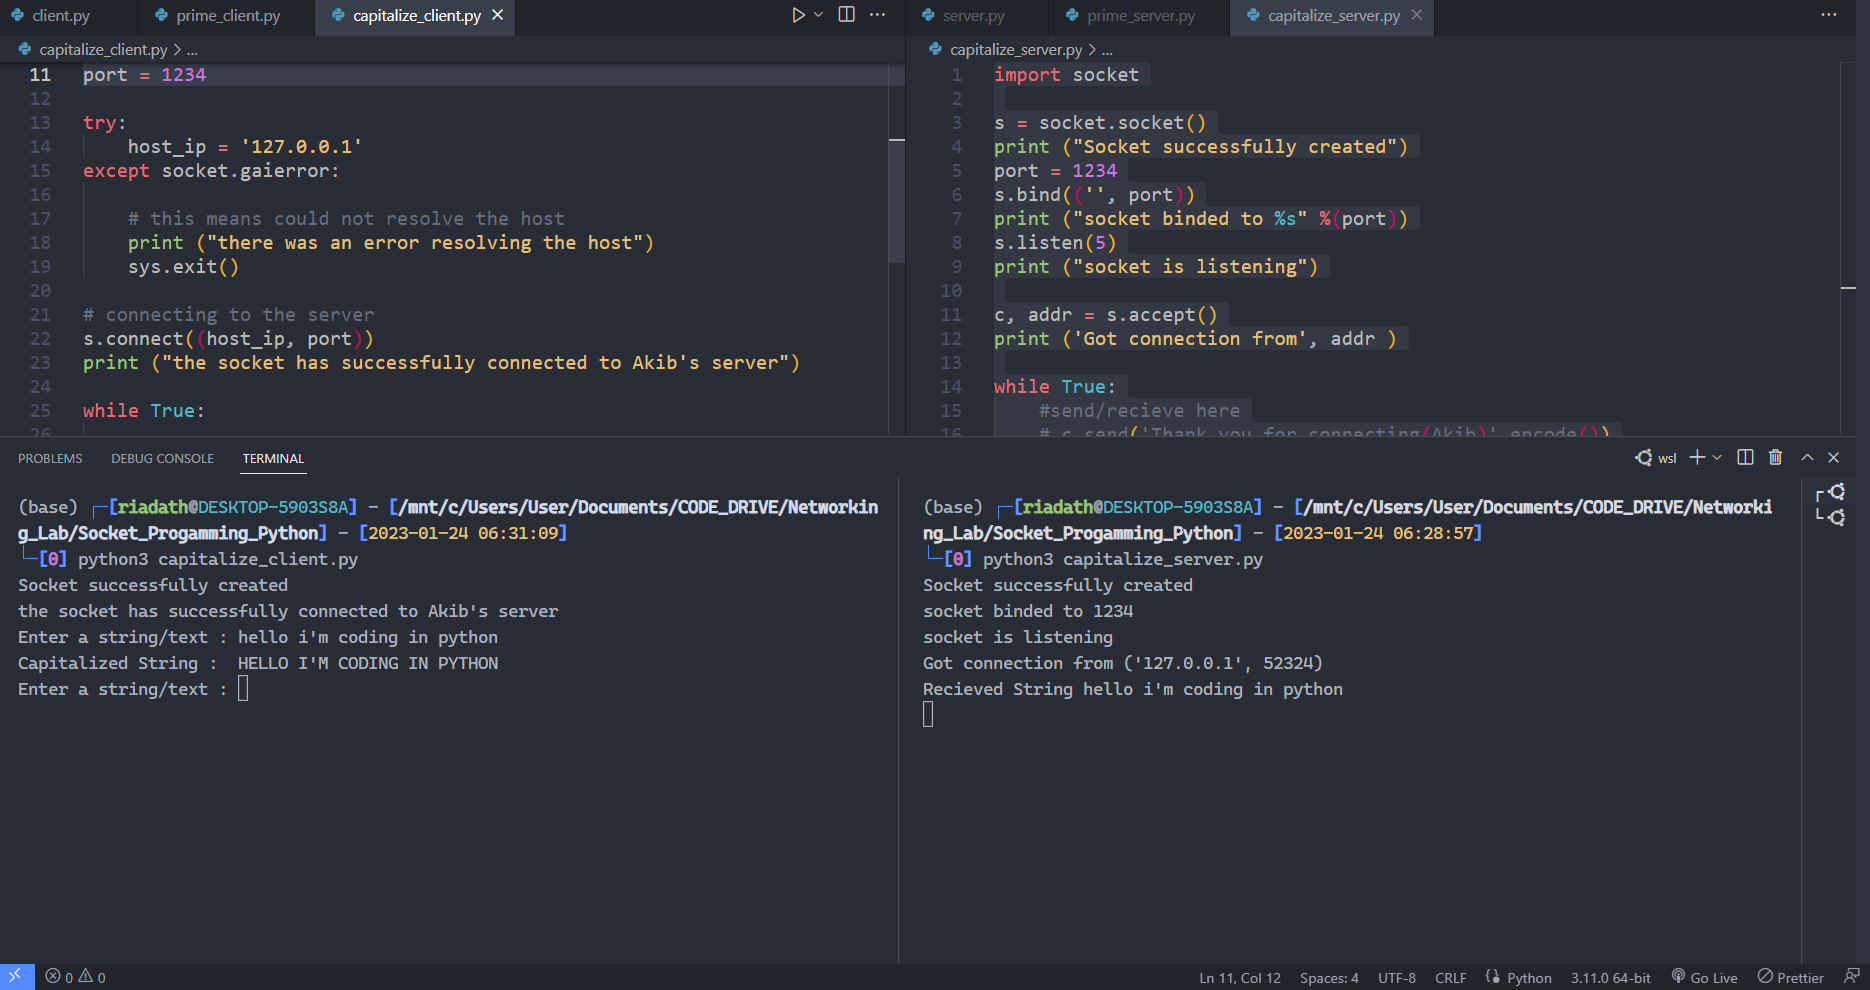 client.py prime_client.py capitalize_client.py
capitalize_client.py > ...
11 port = 1234
12
13 try:
14 host_ip = '127.0.0.1'
15 except socket.gaierror:
16
17 # this means could not resolve the host
18 print ("there was an error resolving the host")
19 sys.exit()
20
21 # connecting to the server
22 s.connect((host_ip, port))
23 print ("the socket has successfully connected to Akib's server")
24
25 while True:
26
server.py prime_server.py capitalize_server.py
capitalize_server.py > ...
1 import socket
2
3 s = socket.socket()
4 print ("Socket successfully created")
5 port = 1234
6 s.bind(('', port))
7 print ("socket binded to %s" %(port))
8 s.listen(5)
9 print ("socket is listening")
10
11 c, addr = s.accept()
12 print ('Got connection from', addr )
13
14 while True:
15 #send/recieve here
16 # c.send('Thank you for connecting(Akib)'.encode())
PROBLEMS DEBUG CONSOLE TERMINAL wsl
(base) ┌─[riadath@DESKTOP-5903S8A] - [/mnt/c/Users/User/Documents/CODE_DRIVE/Networkin
g_Lab/Socket_Progamming_Python] - [2023-01-24 06:31:09]
└─[0] python3 capitalize_client.py
Socket successfully created
the socket has successfully connected to Akib's server
Enter a string/text : hello i'm coding in python
Capitalized String :  HELLO I'M CODING IN PYTHON
Enter a string/text :
(base) ┌─[riadath@DESKTOP-5903S8A] - [/mnt/c/Users/User/Documents/CODE_DRIVE/Networki
ng_Lab/Socket_Progamming_Python] - [2023-01-24 06:28:57]
└─[0] python3 capitalize_server.py
Socket successfully created
socket binded to 1234
socket is listening
Got connection from ('127.0.0.1', 52324)
Recieved String hello i'm coding in python
0 0 Ln 11, Col 12 Spaces: 4 UTF-8 CRLF Python 3.11.0 64-bit Go Live Prettier